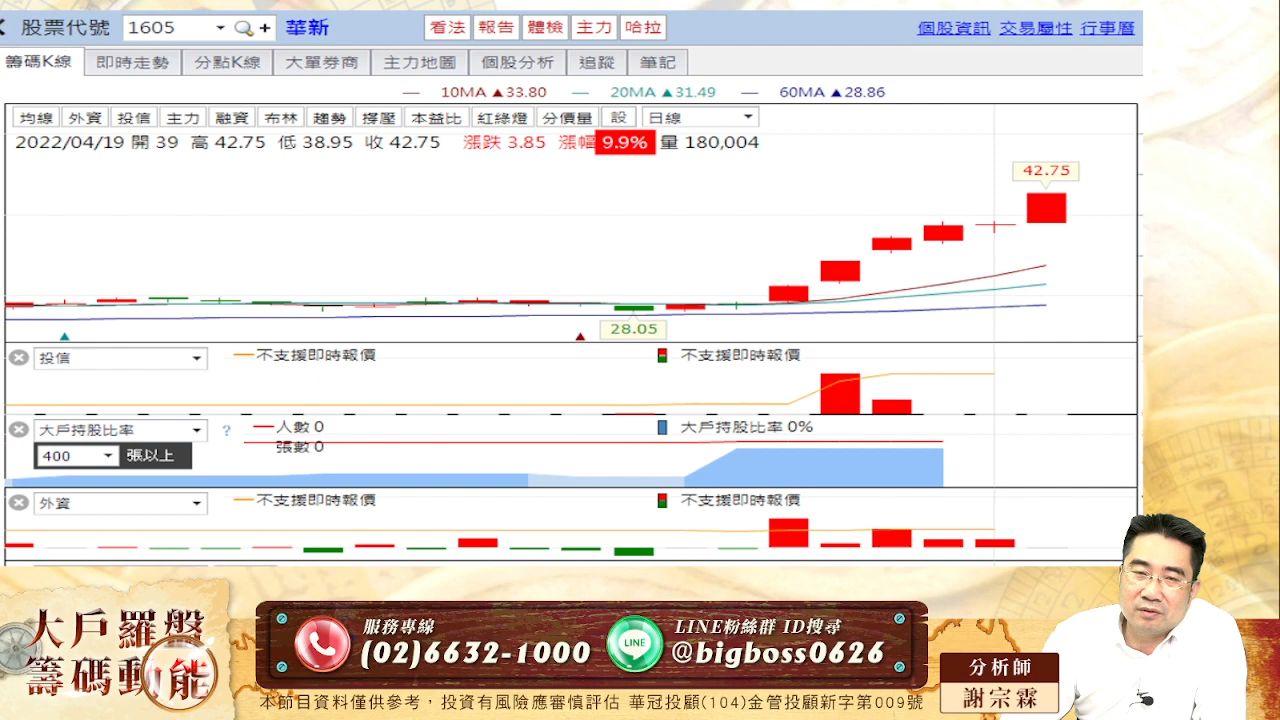 股票代號 1605 華新 看法 報告 體檢 主力 哈拉 個股資訊 交易屬性 行事曆
籌碼K線 即時走勢 分點K線 大單券商 主力地圖 個股分析 追蹤 筆記
10MA ▲33.80 20MA ▲31.49 60MA ▲28.86
均線 外資 投信 主力 融資 布林 趨勢 撐壓 本益比 紅綠燈 分價量 設 日線
2022/04/19 開 39 高 42.75 低 38.95 收 42.75 漲跌 3.85 漲幅 9.9% 量 180,004
42.75
28.05
投信 不支援即時報價 不支援即時報價
大戶持股比率 ? 人數 0 大戶持股比率 0%
張數 0
400 張以上
外資 不支援即時報價 不支援即時報價
大戶羅盤
籌碼動能
服務專線
(02)6632-1000
LINE
LINE粉絲群 ID搜尋
@bigboss0626
分析師
謝宗霖
本節目資料僅供參考，投資有風險應審慎評估 華冠投顧(104)金管投顧新字第009號